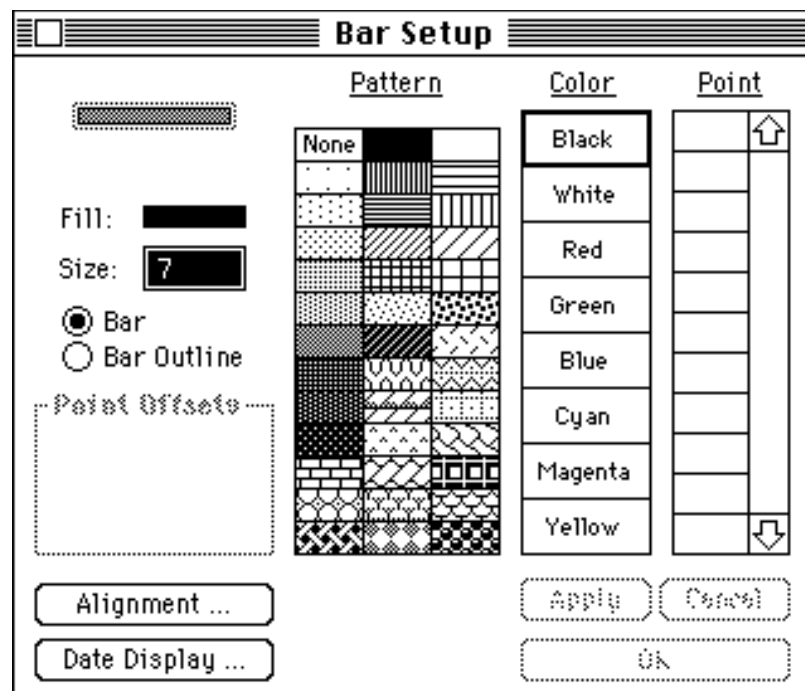 Bar Setup
Pattern
Color
Point
None
Black
White
Fill:
Red
Size: 7
Green
Bar
Blue
Bar Outline
Point Offsets
Cyan
Magenta
Yellow
Alignment ...
Apply
Cancel
Date Display ...
OK